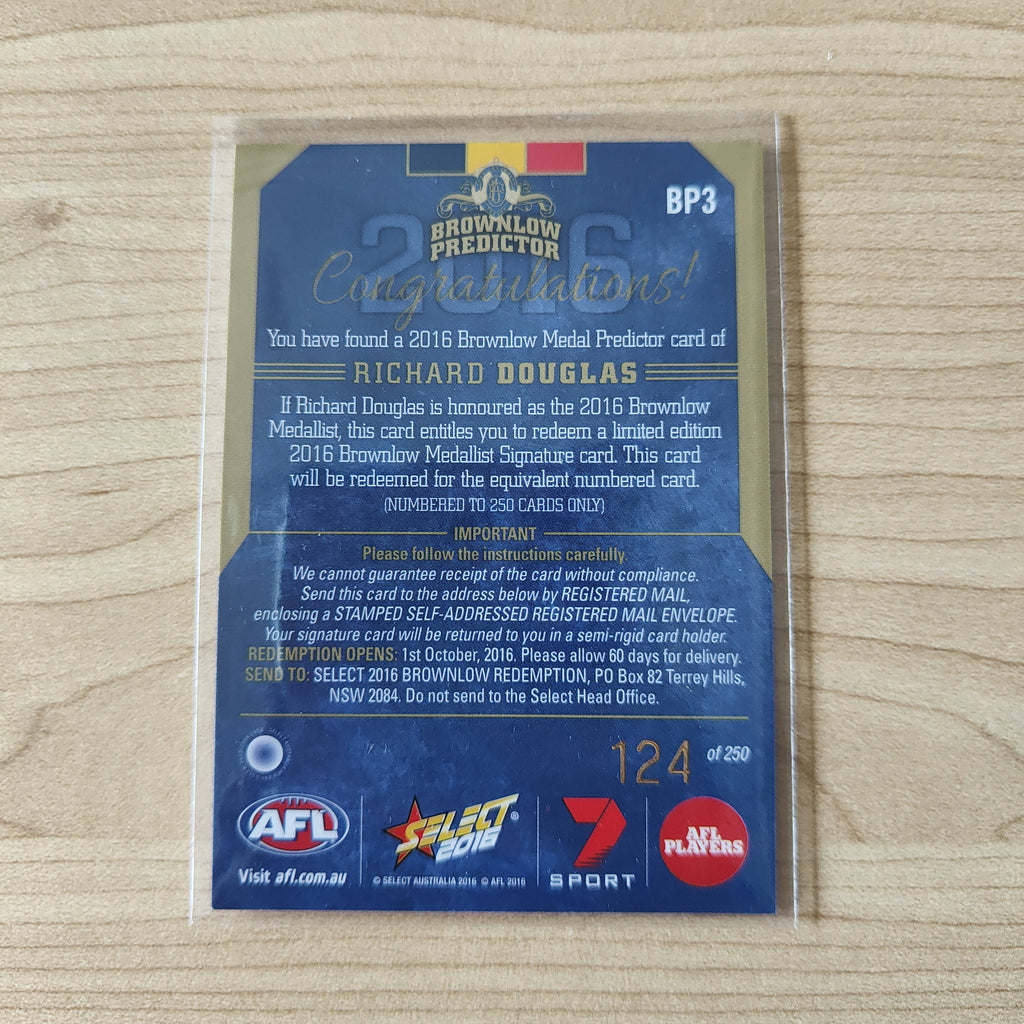 BP3
2016
BROWNLOW
PREDICTOR
Congratulations!
You have found a 2016 Brownlow Medal Predictor card of
RICHARD DOUGLAS
If Richard Douglas is honoured as the 2016 Brownlow
Medallist, this card entitles you to redeem a limited edition
2016 Brownlow Medallist Signature card. This card
will be redeemed for the equivalent numbered card.
(NUMBERED TO 250 CARDS ONLY)
IMPORTANT
Please follow the instructions carefully.
We cannot guarantee receipt of the card without compliance.
Send this card to the address below by REGISTERED MAIL,
enclosing a STAMPED SELF-ADDRESSED REGISTERED MAIL ENVELOPE.
Your signature card will be returned to you in a semi-rigid card holder.
REDEMPTION OPENS: 1st October, 2016. Please allow 60 days for delivery.
SEND TO: SELECT 2016 BROWNLOW REDEMPTION, PO Box 82 Terrey Hills,
NSW 2084. Do not send to the Select Head Office.
124 of 250
AFL
Visit afl.com.au
SELECT
2016
®
© SELECT AUSTRALIA 2016 © AFL 2016
7
SPORT
AFL
PLAYERS